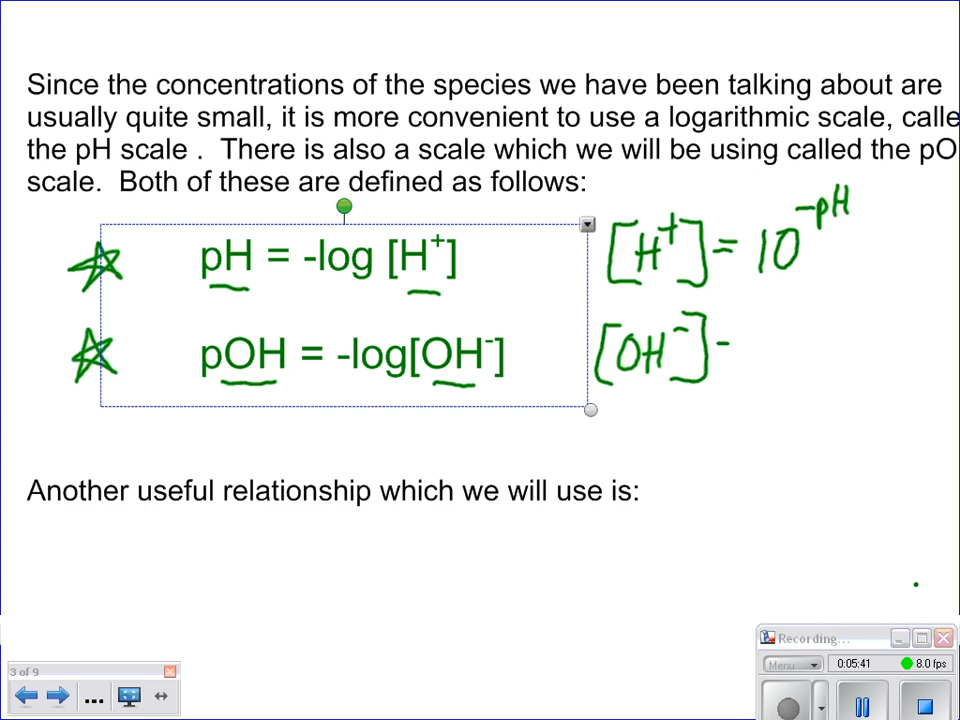 Since the concentrations of the species we have been talking about are
usually quite small, it is more convenient to use a logarithmic scale, calle
the pH scale . There is also a scale which we will be using called the pO
scale. Both of these are defined as follows:
pH = -log [H⁺]
[H⁺] = 10⁻ᵖᴴ
pOH = -log[OH⁻]
[OH⁻] =
Another useful relationship which we will use is:
3 of 9
...
Recording...
Menu
0:05:41
8.0 fps